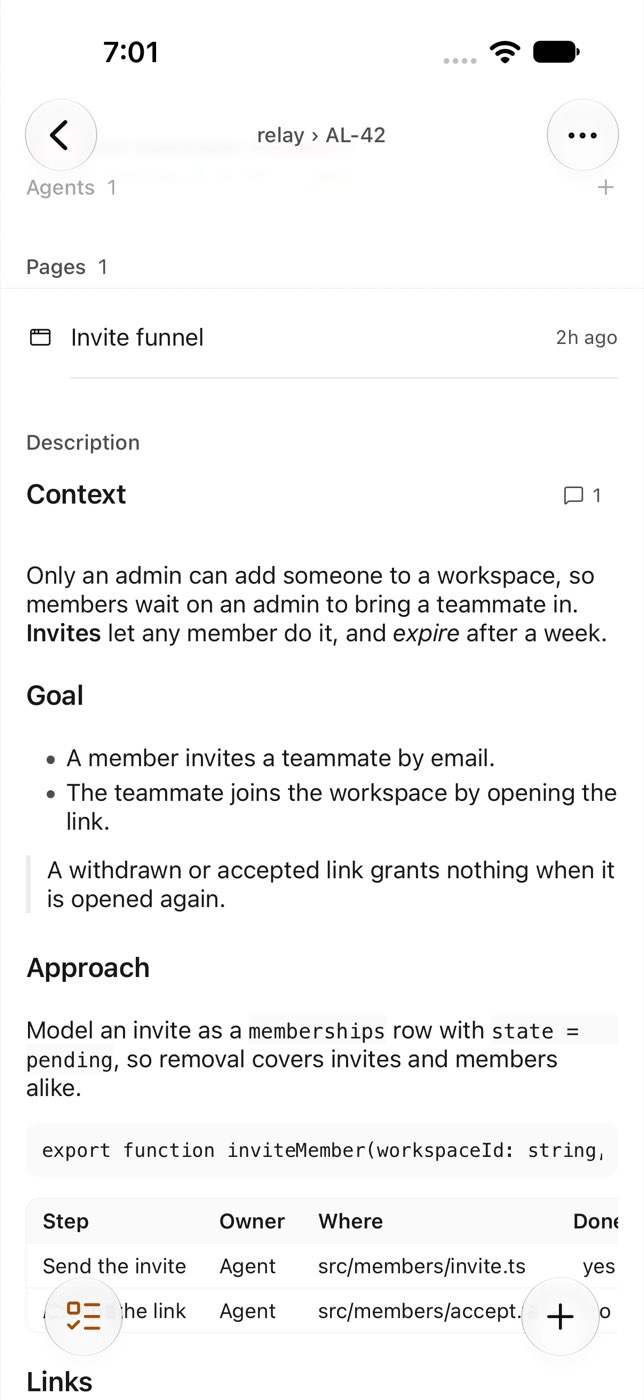 7:01
relay › AL-42
Agents 1
Pages 1
Invite funnel 2h ago
Description
Context 1
Only an admin can add someone to a workspace, so
members wait on an admin to bring a teammate in.
Invites let any member do it, and expire after a week.
Goal
• A member invites a teammate by email.
• The teammate joins the workspace by opening the
link.
A withdrawn or accepted link grants nothing when it
is opened again.
Approach
Model an invite as a memberships row with state =
pending, so removal covers invites and members
alike.
export function inviteMember(workspaceId: string,
Step Owner Where Done
Send the invite Agent src/members/invite.ts yes
the link Agent src/members/accept.
Links